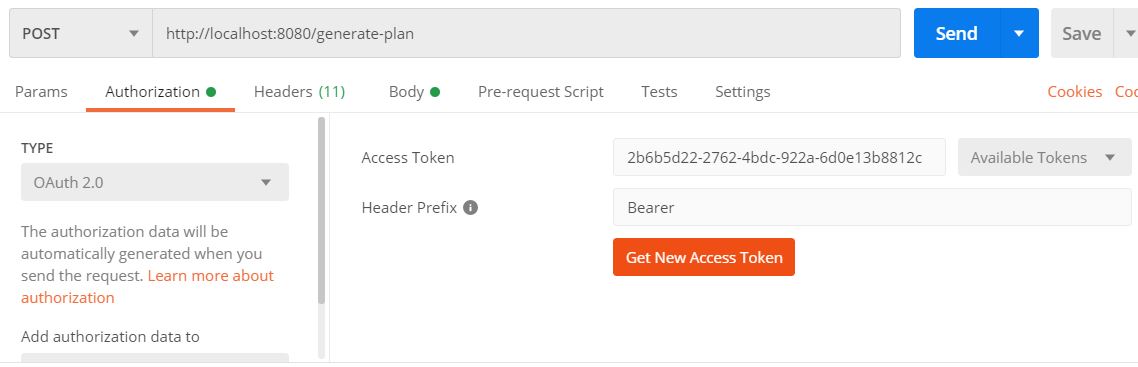 POST http://localhost:8080/generate-plan Send Save
Params Authorization Headers (11) Body Pre-request Script Tests Settings Cookies Coc
TYPE
OAuth 2.0
The authorization data will be
automatically generated when you
send the request. Learn more about
authorization
Add authorization data to
Access Token 2b6b5d22-2762-4bdc-922a-6d0e13b8812c Available Tokens
Header Prefix Bearer
Get New Access Token